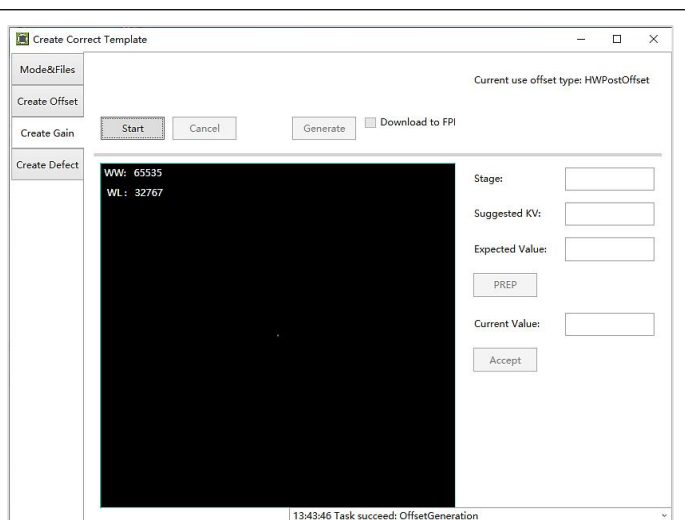 Create Correct Template
Mode&Files
Current use offset type: HWPostOffset
Create Offset
Create Gain
Start Cancel Generate Download to FPI
Create Defect
WW: 65535
WL: 32767
Stage:
Suggested KV:
Expected Value:
PREP
Current Value:
Accept
13:43:46 Task succeed: OffsetGeneration